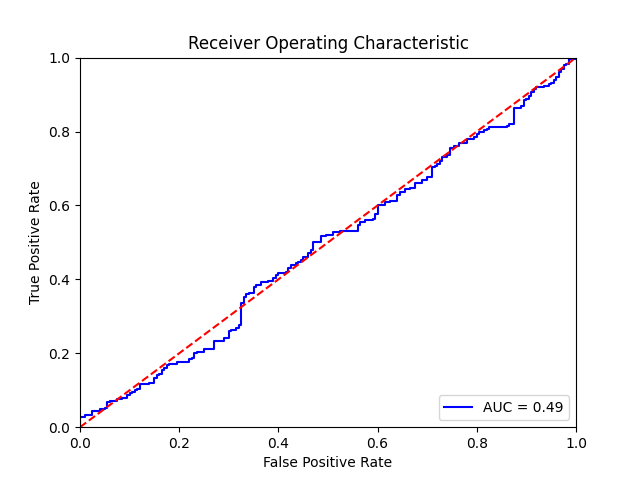 Receiver Operating Characteristic
1.0
0.8
0.6
0.4
0.2
0.0
True Positive Rate
AUC = 0.49
0.0 0.2 0.4 0.6 0.8 1.0
False Positive Rate